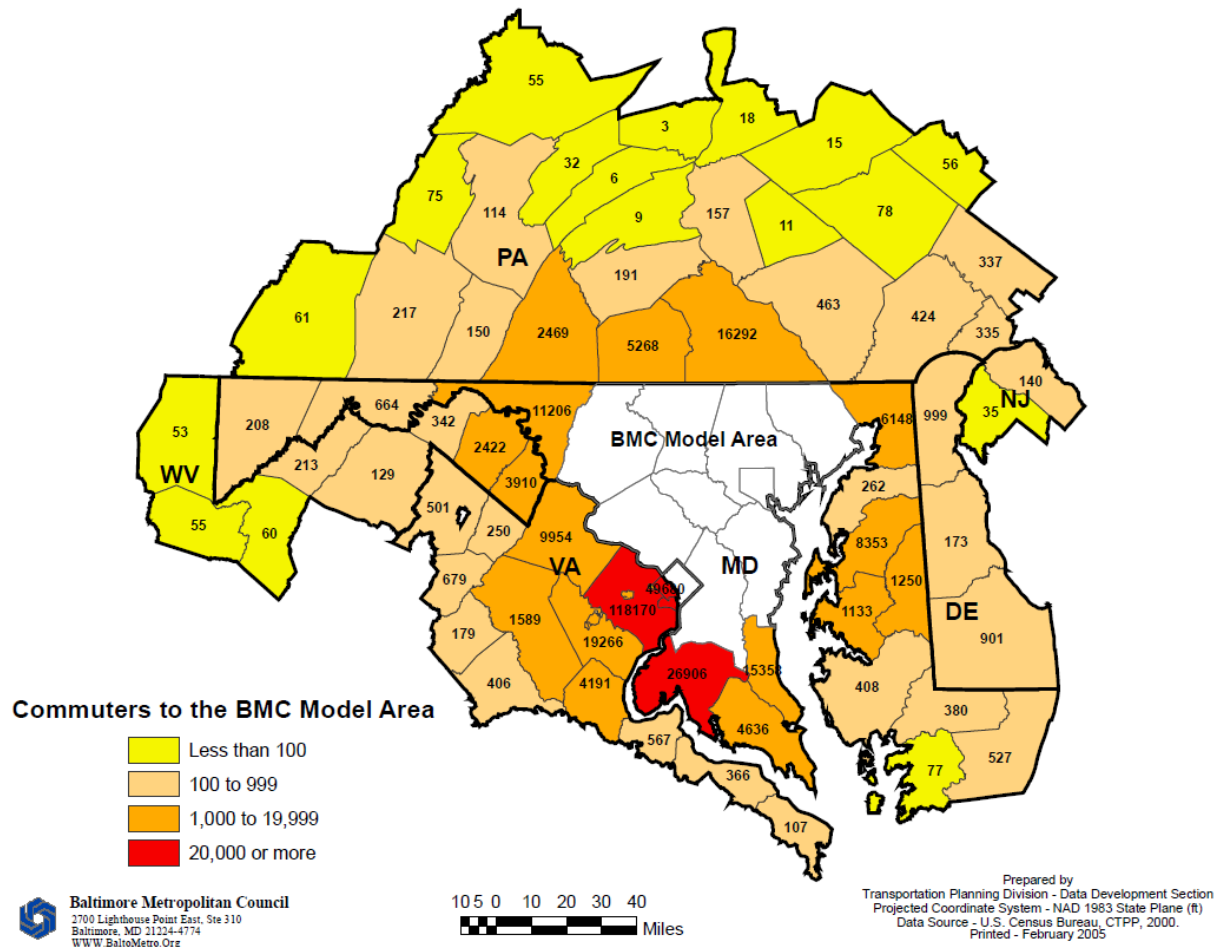 55
3
18
15
56
32
6
75
114
9
157
11
78
PA
191
337
61
217
150
2469
5268
16292
463
424
335
140
NJ
35
53
208
664
342
11206
BMC Model Area
6148
999
2422
WV
213
129
3910
262
501
250
55
60
9954
8353
173
VA
MD
679
49680
118170
1250
1589
1133
DE
179
19266
901
26906
15358
406
4191
408
4636
380
567
527
77
366
107
Commuters to the BMC Model Area
Less than 100
100 to 999
1,000 to 19,999
20,000 or more
Baltimore Metropolitan Council
2700 Lighthouse Point East, Ste 310
Baltimore, MD 21224-4774
WWW.BaltoMetro.Org
10 5 0 10 20 30 40
Miles
Prepared by
Transportation Planning Division - Data Development Section
Projected Coordinate System - NAD 1983 State Plane (ft)
Data Source - U.S. Census Bureau, CTPP, 2000.
Printed - February 2005